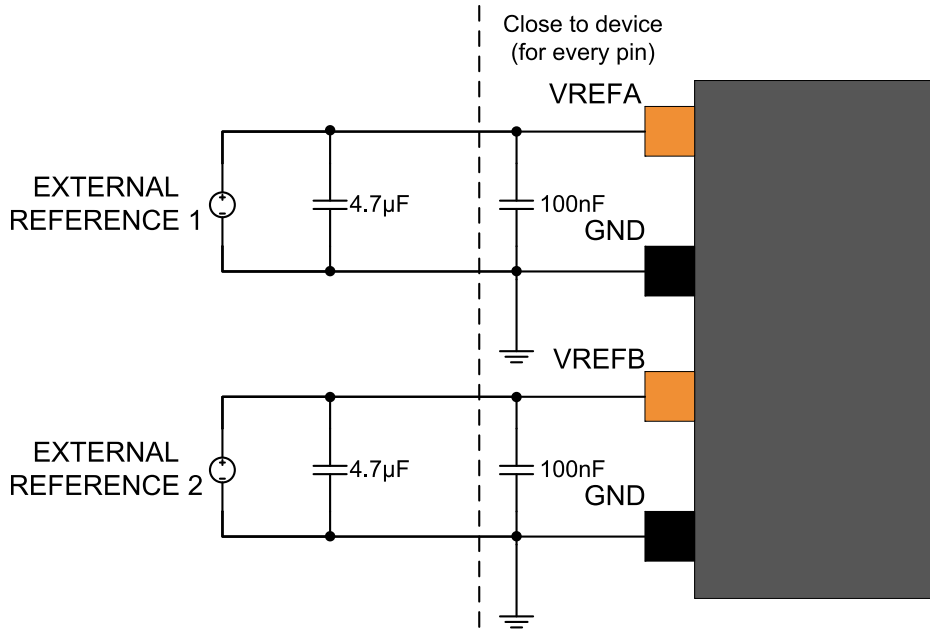 Close to device
(for every pin)
VREFA
EXTERNAL
REFERENCE 1
+
-
4.7µF
100nF
GND
VREFB
EXTERNAL
REFERENCE 2
+
-
4.7µF
100nF
GND